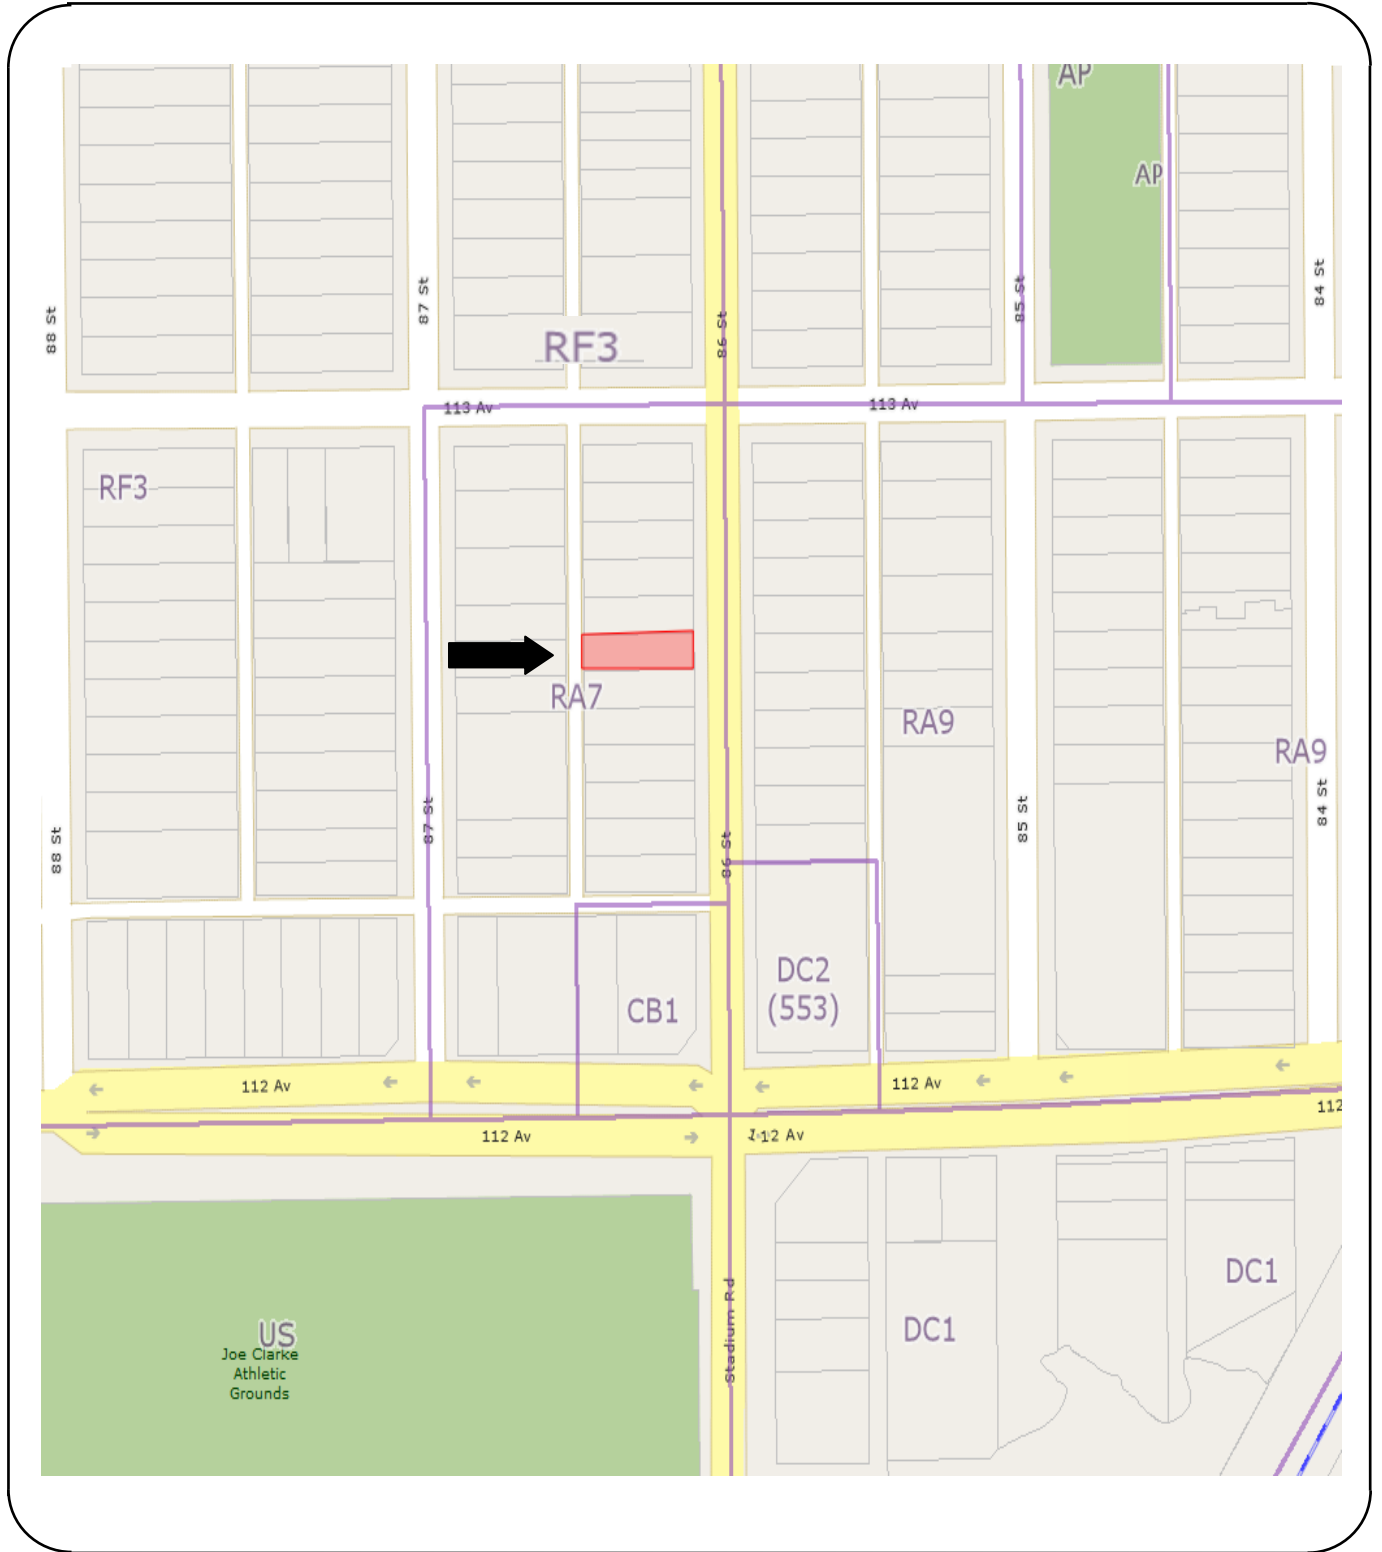 AP
AP
84 St
87 St
85 St
88 St
86 St
RF3
113 Av
113 Av
RF3
RA7
RA9
RA9
84 St
85 St
87 St
88 St
86 St
DC2
(553)
CB1
112 Av
112 Av
112
112 Av
112 Av
DC1
DC1
Stadium Rd
US
Joe Clarke
Athletic
Grounds